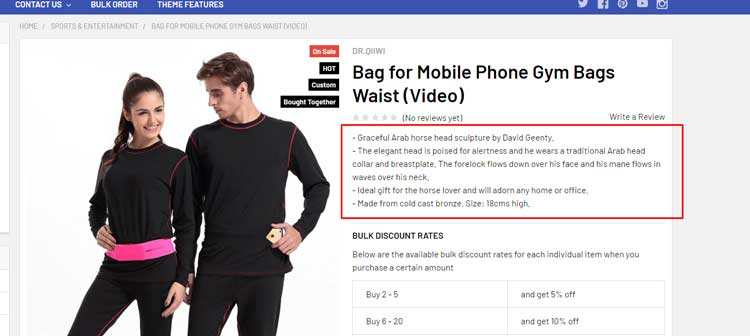 CONTACT US BULK ORDER THEME FEATURES
HOME / SPORTS & ENTERTAINMENT / BAG FOR MOBILE PHONE GYM BAGS WAIST (VIDEO)
On Sale
HOT
Custom
Bought Together
DR.QIIWI
Bag for Mobile Phone Gym Bags
Waist (Video)
(No reviews yet) Write a Review
- Graceful Arab horse head sculpture by David Geenty.
- The elegant head is poised for alertness and he wears a traditional Arab head
collar and breastplate. The forelock flows down over his face and his mane flows in
waves over his neck.
- Ideal gift for the horse lover and will adorn any home or office.
- Made from cold cast bronze. Size: 18cms high.
BULK DISCOUNT RATES
Below are the available bulk discount rates for each individual item when you
purchase a certain amount
Buy 2 - 5 and get 5% off
Buy 6 - 20 and get 10% off